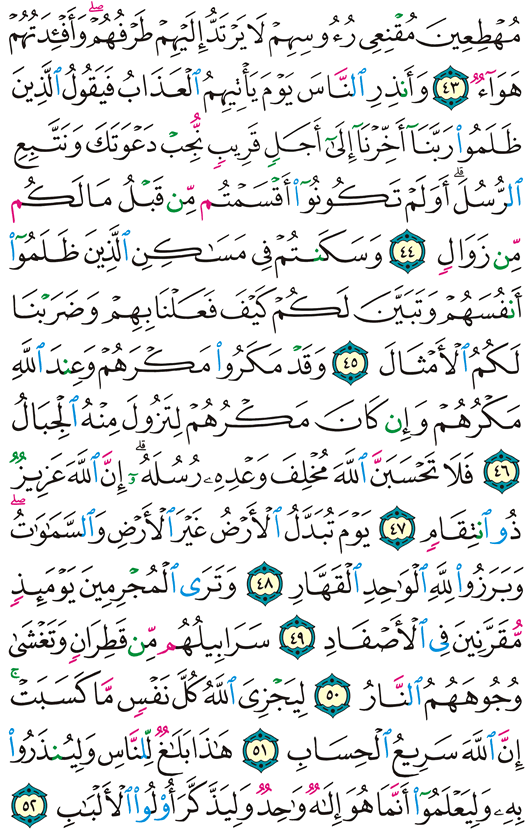 مُهۡطِعِينَ مُقۡنِعِي رُءُوسِهِمۡ لَا يَرۡتَدُّ إِلَيۡهِمۡ طَرۡفُهُمۡۖ وَأَفۡـِٔدَتُهُمۡ
هَوَآءٞ ٤٣ وَأَنذِرِ ٱلنَّاسَ يَوۡمَ يَأۡتِيهِمُ ٱلۡعَذَابُ فَيَقُولُ ٱلَّذِينَ
ظَلَمُواْ رَبَّنَآ أَخِّرۡنَآ إِلَىٰٓ أَجَلٖ قَرِيبٖ نُّجِبۡ دَعۡوَتَكَ وَنَتَّبِعِ
ٱلرُّسُلَۗ أَوَلَمۡ تَكُونُوٓاْ أَقۡسَمۡتُم مِّن قَبۡلُ مَا لَكُم
مِّن زَوَالٖ ٤٤ وَسَكَنتُمۡ فِي مَسَٰكِنِ ٱلَّذِينَ ظَلَمُوٓاْ
أَنفُسَهُمۡ وَتَبَيَّنَ لَكُمۡ كَيۡفَ فَعَلۡنَا بِهِمۡ وَضَرَبۡنَا
لَكُمُ ٱلۡأَمۡثَالَ ٤٥ وَقَدۡ مَكَرُواْ مَكۡرَهُمۡ وَعِندَ ٱللَّهِ
مَكۡرُهُمۡ وَإِن كَانَ مَكۡرُهُمۡ لِتَزُولَ مِنۡهُ ٱلۡجِبَالُ
٤٦ فَلَا تَحۡسَبَنَّ ٱللَّهَ مُخۡلِفَ وَعۡدِهِۦ رُسُلَهُۥٓۚ إِنَّ ٱللَّهَ عَزِيزٞ
ذُو ٱنتِقَامٖ ٤٧ يَوۡمَ تُبَدَّلُ ٱلۡأَرۡضُ غَيۡرَ ٱلۡأَرۡضِ وَٱلسَّمَٰوَٰتُۖ
وَبَرَزُواْ لِلَّهِ ٱلۡوَٰحِدِ ٱلۡقَهَّارِ ٤٨ وَتَرَى ٱلۡمُجۡرِمِينَ يَوۡمَئِذٖ
مُّقَرَّنِينَ فِي ٱلۡأَصۡفَادِ ٤٩ سَرَابِيلُهُم مِّن قَطِرَانٖ وَتَغۡشَىٰ
وُجُوهَهُمُ ٱلنَّارُ ٥٠ لِيَجۡزِيَ ٱللَّهُ كُلَّ نَفۡسٖ مَّا كَسَبَتۡۚ
إِنَّ ٱللَّهَ سَرِيعُ ٱلۡحِسَابِ ٥١ هَٰذَا بَلَٰغٞ لِّلنَّاسِ وَلِيُنذَرُواْ
بِهِۦ وَلِيَعۡلَمُوٓاْ أَنَّمَا هُوَ إِلَٰهٞ وَٰحِدٞ وَلِيَذَّكَّرَ أُوْلُواْ ٱلۡأَلۡبَٰبِ ٥٢